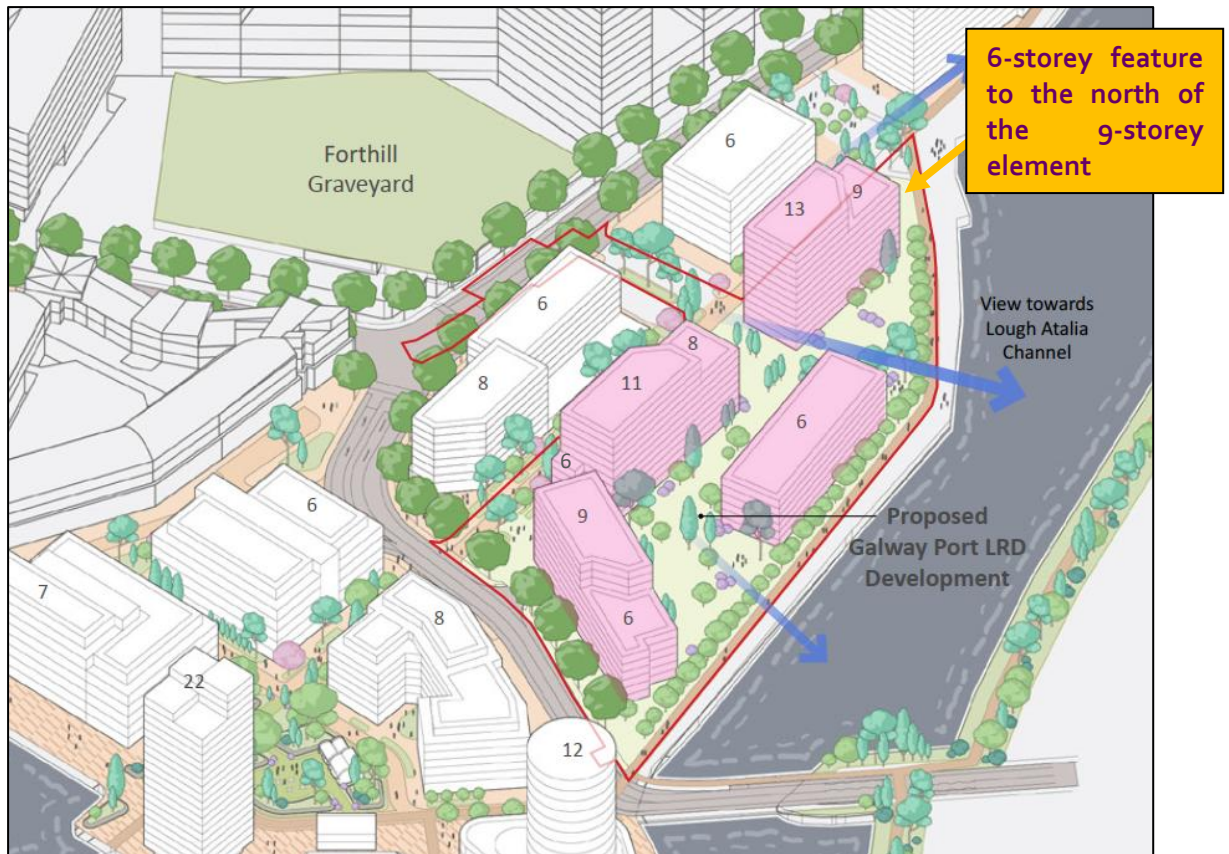 6-storey feature
to the north of
the 9-storey
element
6
Forthill
Graveyard
13
9
View towards
Lough Atalia
Channel
6
8
11
8
6
6
9
Proposed
Galway Port LRD
Development
6
7
8
6
22
12